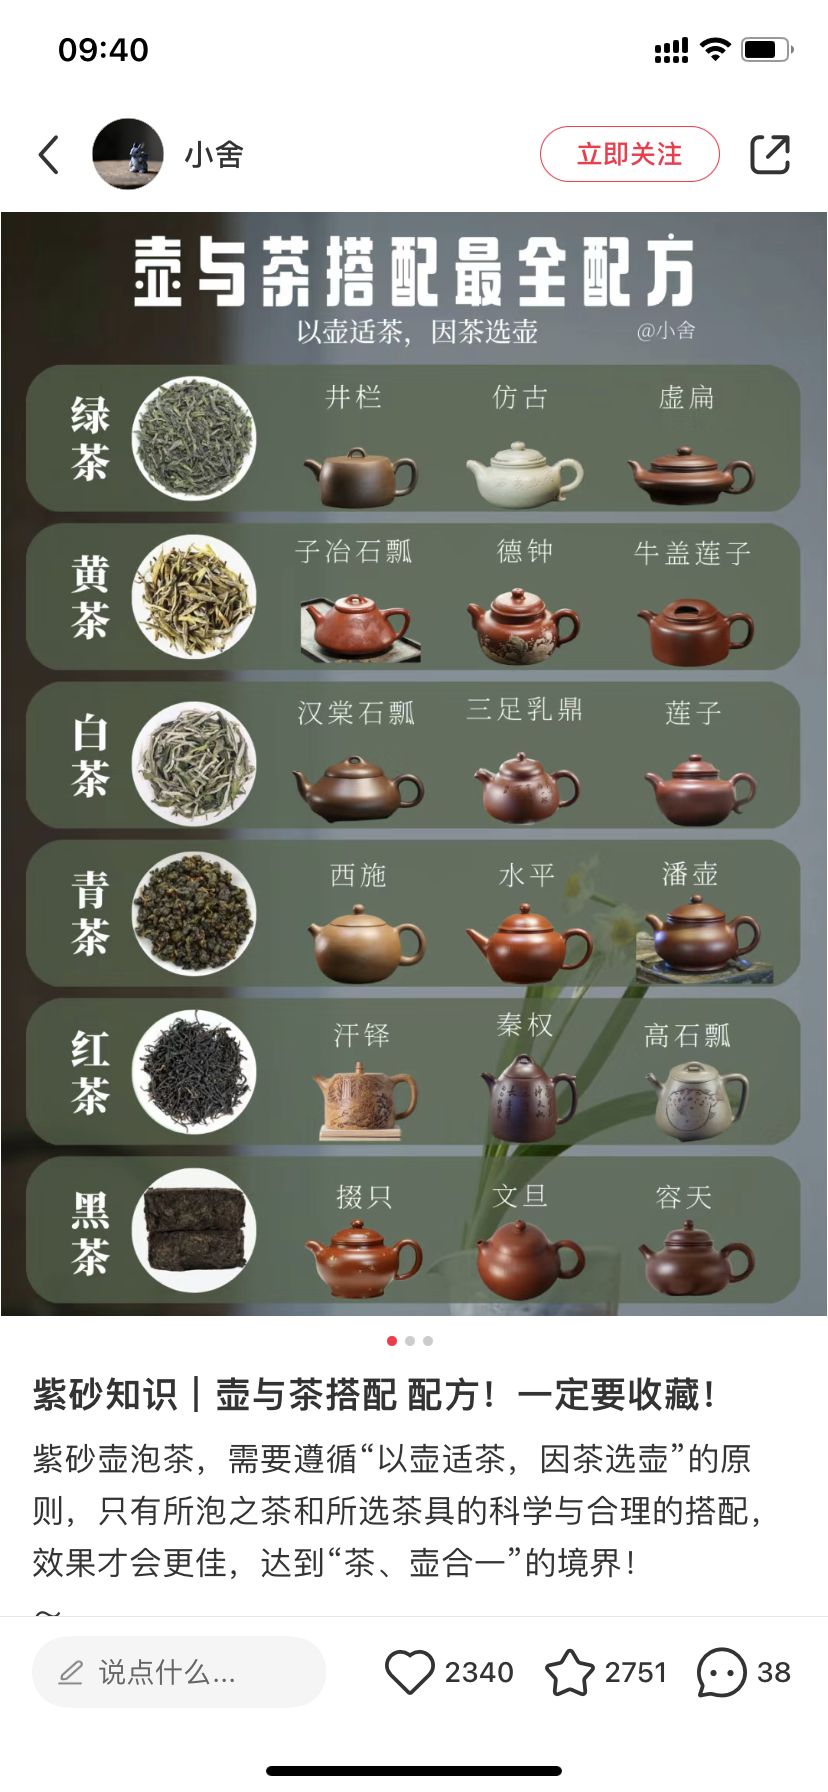 09:40
小舍
立即关注
壶与茶搭配最全配方
以壶适茶，因茶选壶
@小舍
绿茶
井栏 仿古 虚扁
黄茶
子冶石瓢 德钟 牛盖莲子
白茶
汉棠石瓢 三足乳鼎 莲子
青茶
西施 水平 潘壶
红茶
汗铎 秦权 高石瓢
黑茶
掇只 文旦 容天
紫砂知识｜壶与茶搭配 配方！一定要收藏！
紫砂壶泡茶，需要遵循“以壶适茶，因茶选壶”的原
则，只有所泡之茶和所选茶具的科学与合理的搭配，
效果才会更佳，达到“茶、壶合一”的境界！
说点什么...
2340
2751
38